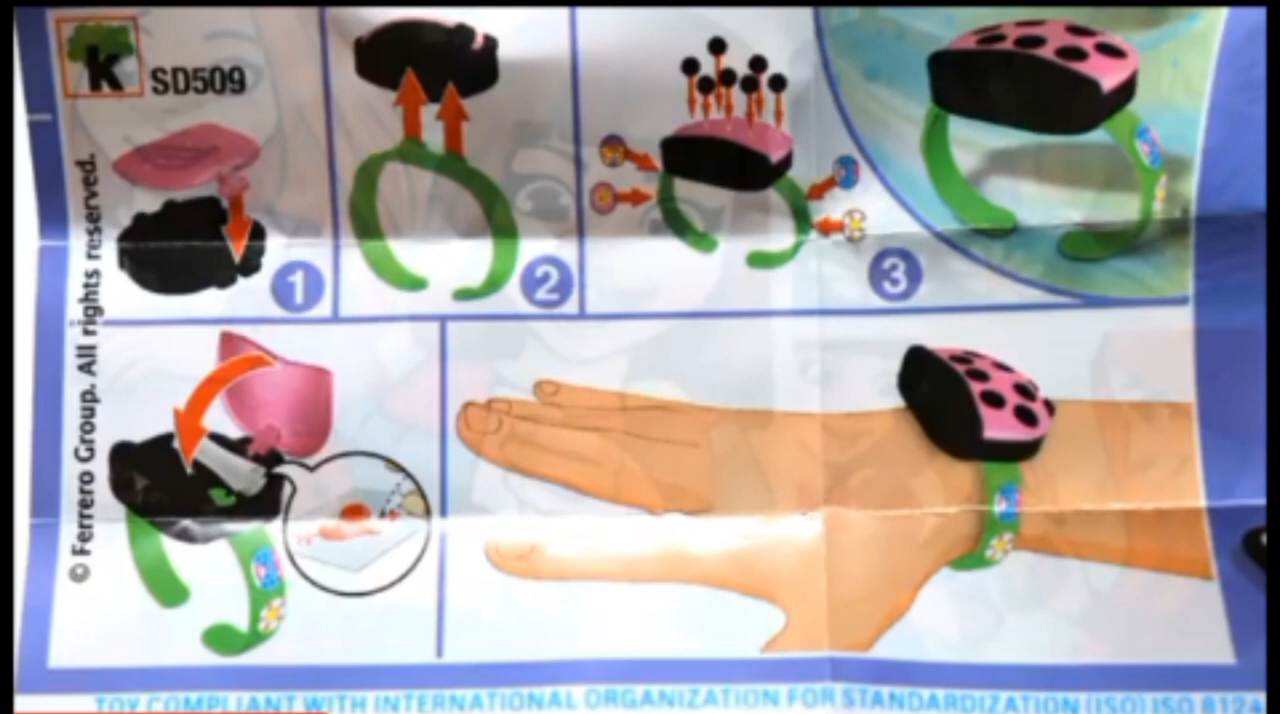 k
SD509
© Ferrero Group. All rights reserved.
1
2
3
TOY COMPLIANT WITH INTERNATIONAL ORGANIZATION FOR STANDARDIZATION (ISO) ISO 8124